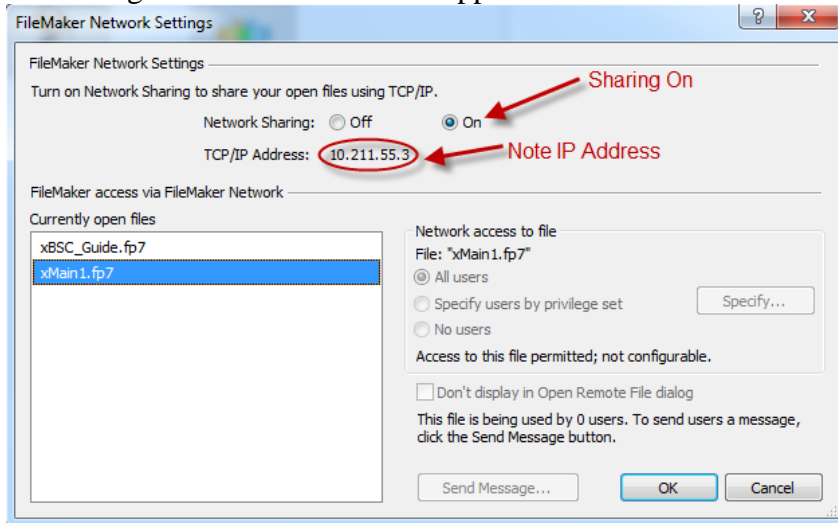 FileMaker Network Settings
FileMaker Network Settings
Turn on Network Sharing to share your open files using TCP/IP.
Sharing On
Network Sharing: Off On
TCP/IP Address: 10.211.55.3
Note IP Address
FileMaker access via FileMaker Network
Currently open files
xBSC_Guide.fp7
xMain1.fp7
Network access to file
File: "xMain1.fp7"
All users
Specify users by privilege set
Specify...
No users
Access to this file permitted; not configurable.
Don't display in Open Remote File dialog
This file is being used by 0 users. To send users a message,
click the Send Message button.
Send Message...
OK
Cancel